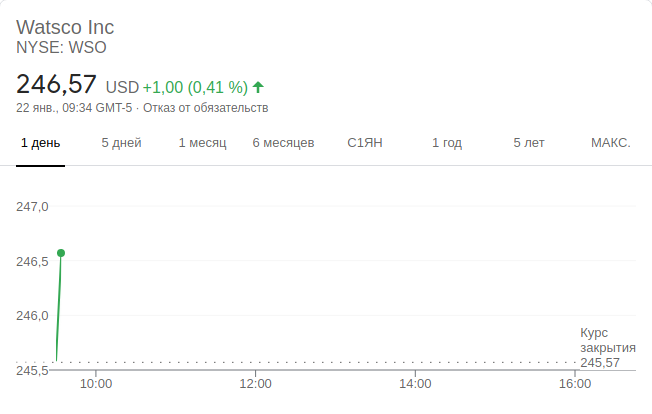 Watsco Inc
NYSE: WSO
246,57 USD +1,00 (0,41 %)
22 янв., 09:34 GMT-5 · Отказ от обязательств
1 день 5 дней 1 месяц 6 месяцев С1ЯН 1 год 5 лет МАКС.
247,0
246,5
246,0
Курс
закрытия
245,57
245,5
10:00 12:00 14:00 16:00